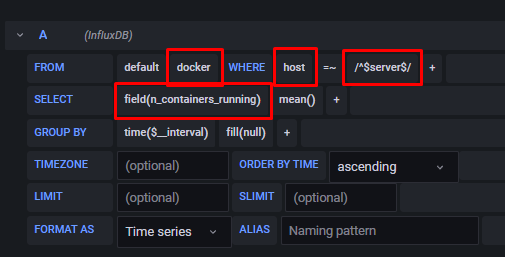 A (InfluxDB)
FROM default docker WHERE host =~ /^$server$/ +
SELECT field(n_containers_running) mean() +
GROUP BY time($__interval) fill(null) +
TIMEZONE (optional) ORDER BY TIME ascending
LIMIT (optional) SLIMIT (optional)
FORMAT AS Time series ALIAS Naming pattern